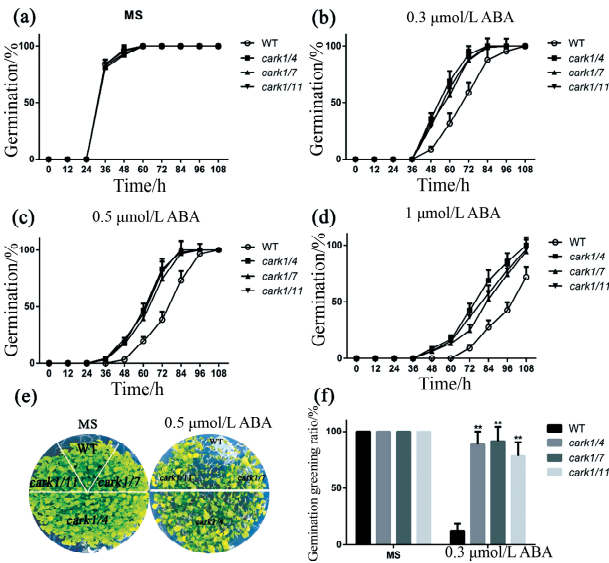 (a) MS
Germination/%
100
50
0
0 12 24 36 48 60 72 84 96 108
Time/h
WT
cark1/4
cark1/7
cark1/11
(b) 0.3 μmol/L ABA
Germination/%
100
50
0
0 12 24 36 48 60 72 84 96 108
Time/h
WT
cark1/4
cark1/7
cark1/11
(c) 0.5 μmol/L ABA
Germination/%
100
50
0
0 12 24 36 48 60 72 84 96 108
Time/h
WT
cark1/4
cark1/7
cark1/11
(d) 1 μmol/L ABA
Germination/%
100
50
0
0 12 24 36 48 60 72 84 96 108
Time/h
WT
cark1/4
cark1/7
cark1/11
(e) MS 0.5 μmol/L ABA
WT
cark1/11 cark1/7
cark1/4
WT
cark1/11 cark1/7
cark1/4
(f)
Gemination greening ratio/%
100
50
0
** ** **
MS 0.3 μmol/L ABA
WT
cark1/4
cark1/7
cark1/11